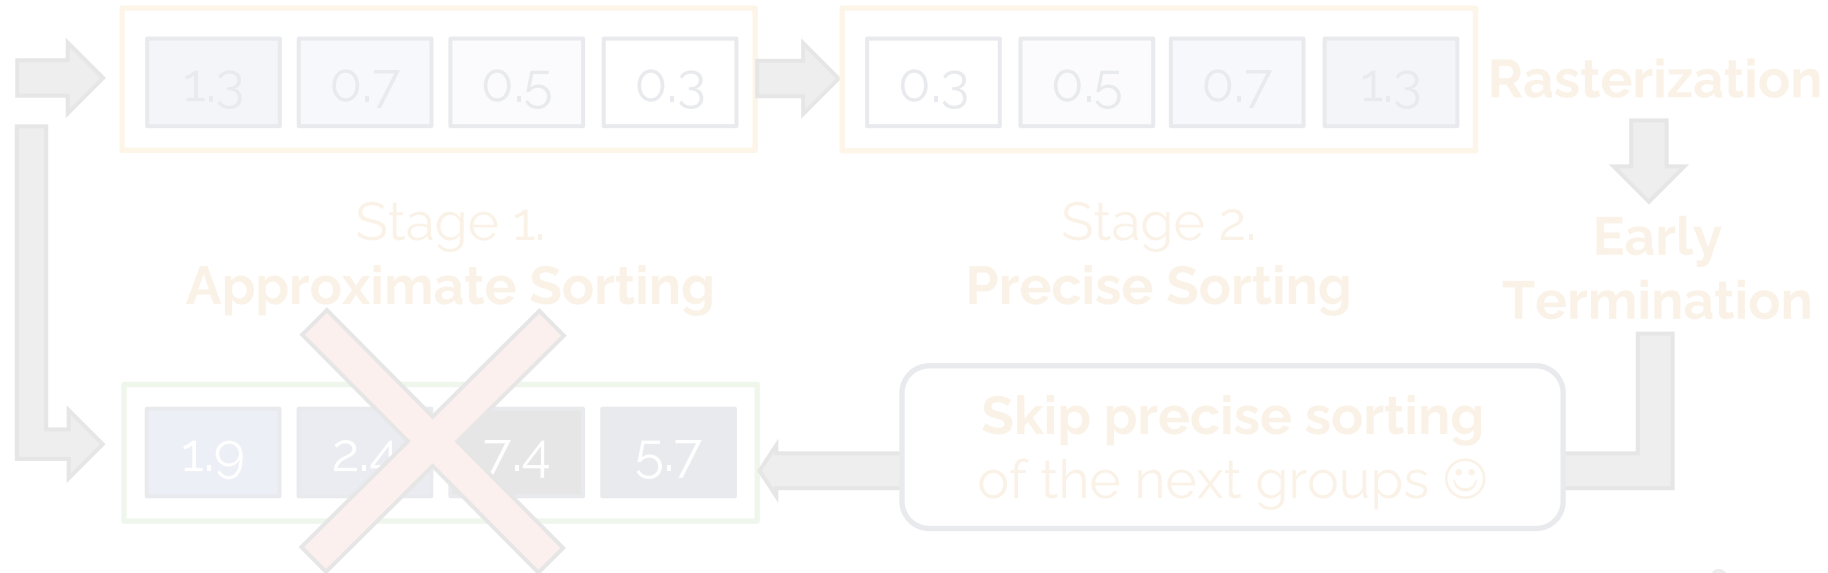 1.3 0.7 0.5 0.3 0.3 0.5 0.7 1.3 Rasterization
Stage 1.
Approximate Sorting
Stage 2.
Precise Sorting
Early
Termination
1.9 2.4 7.4 5.7
Skip precise sorting
of the next groups ☺